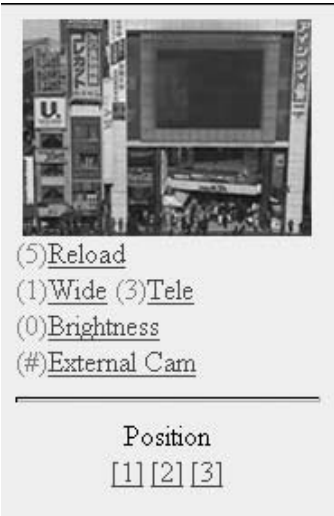 U.
(5)Reload
(1)Wide (3)Tele
(0)Brightness
(#)External Cam
Position
[1] [2] [3]